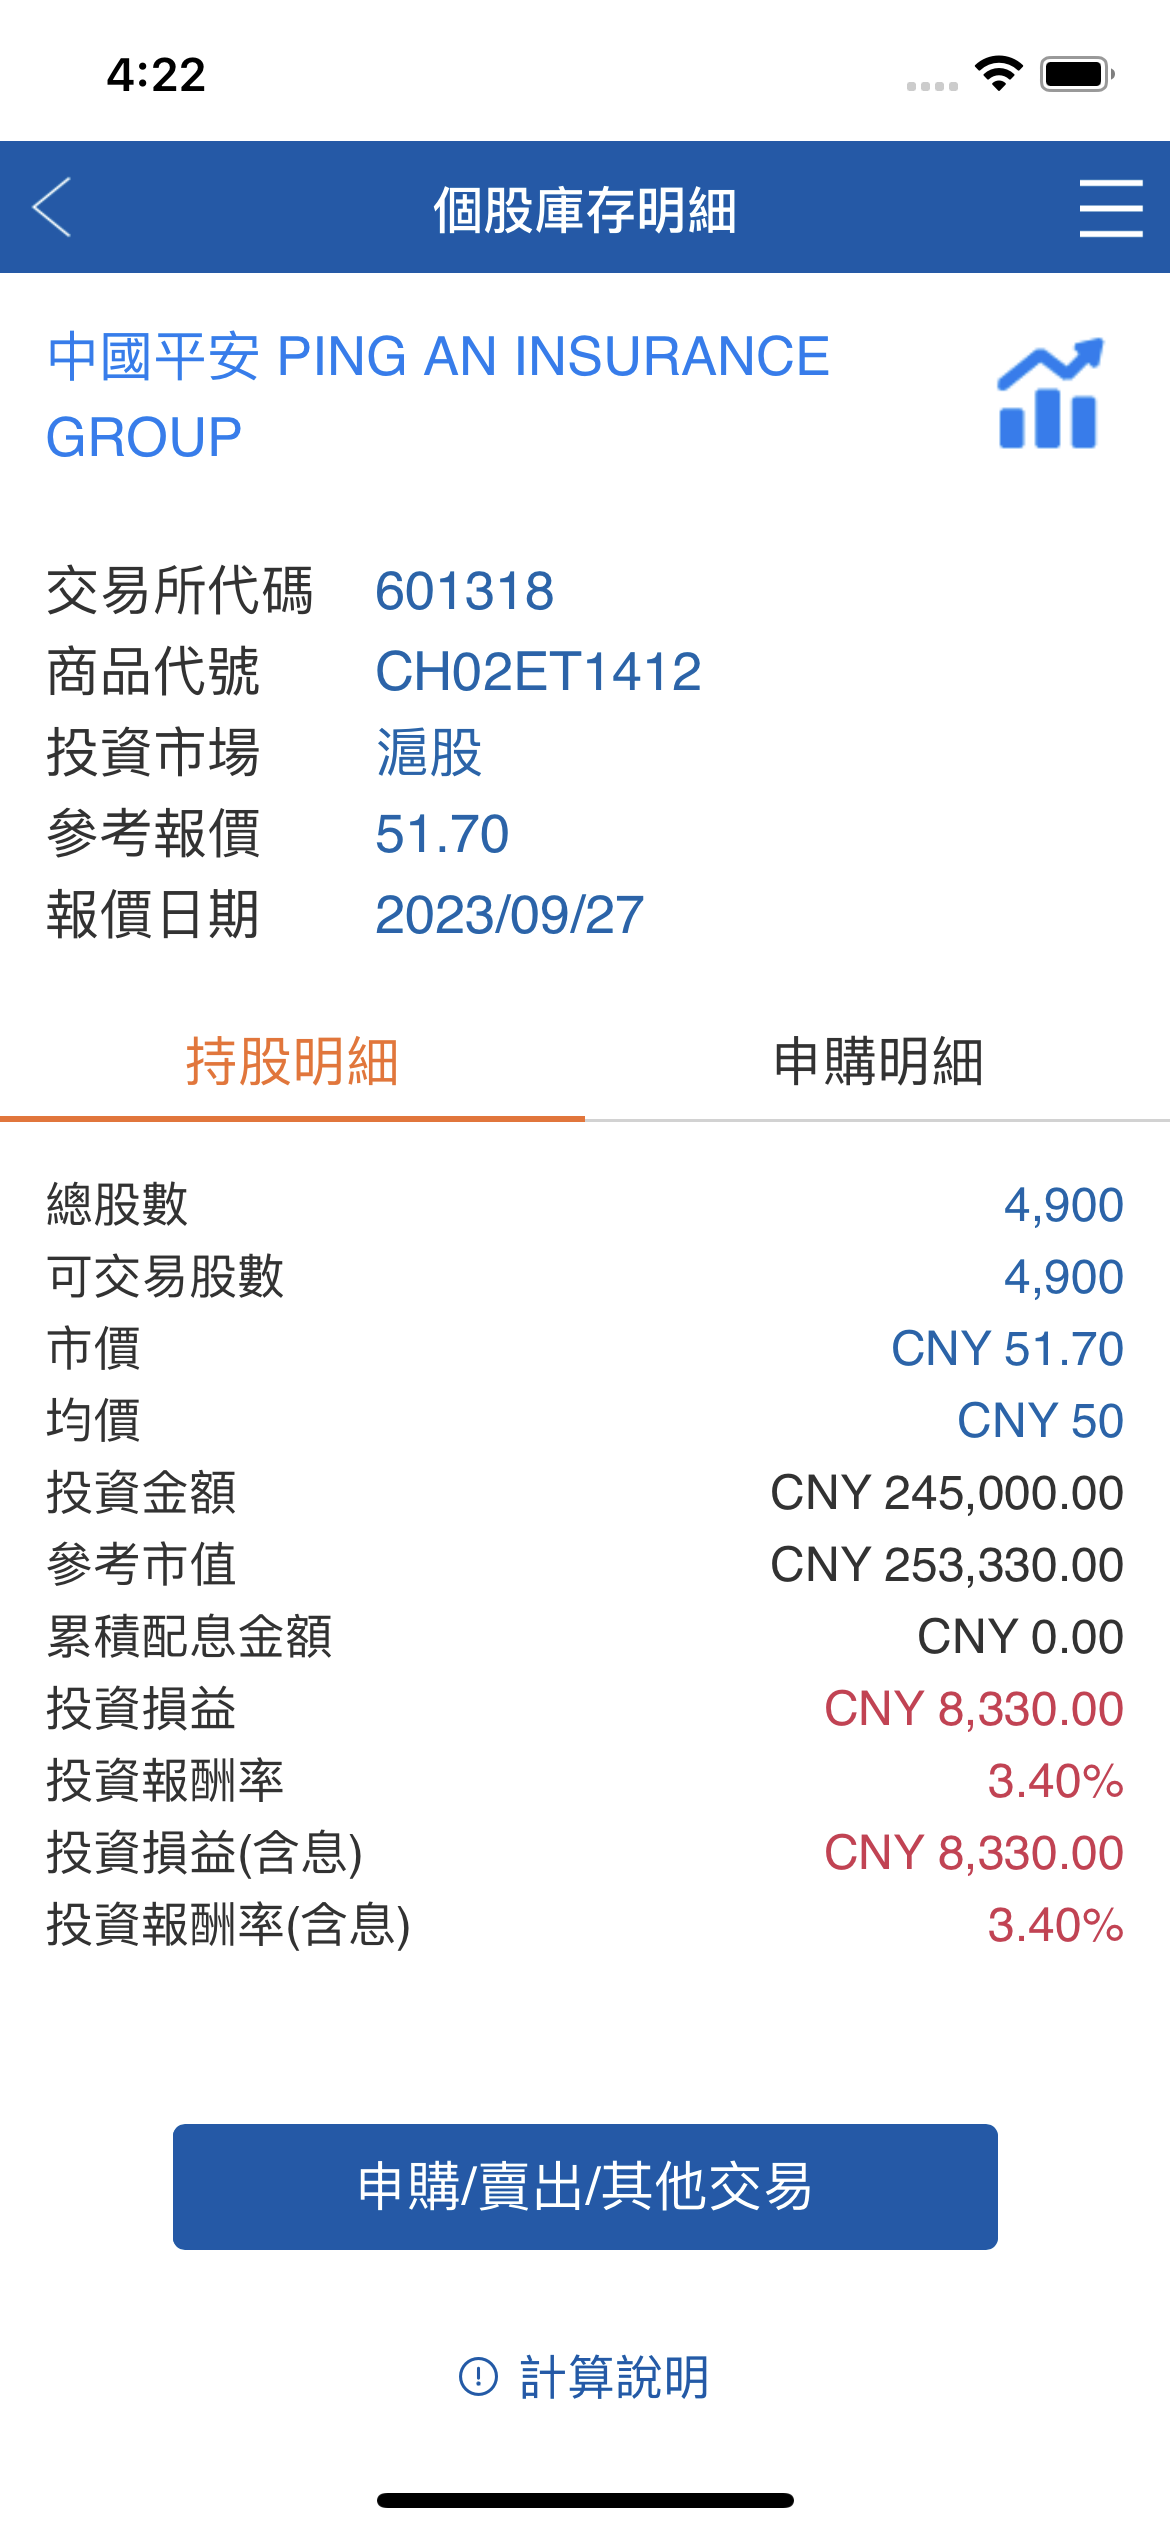 4:22
個股庫存明細
中國平安 PING AN INSURANCE
GROUP
交易所代碼 601318
商品代號 CH02ET1412
投資市場 滬股
參考報價 51.70
報價日期 2023/09/27
持股明細 申購明細
總股數 4,900
可交易股數 4,900
市價 CNY 51.70
均價 CNY 50
投資金額 CNY 245,000.00
參考市值 CNY 253,330.00
累積配息金額 CNY 0.00
投資損益 CNY 8,330.00
投資報酬率 3.40%
投資損益(含息) CNY 8,330.00
投資報酬率(含息) 3.40%
申購/賣出/其他交易
計算說明